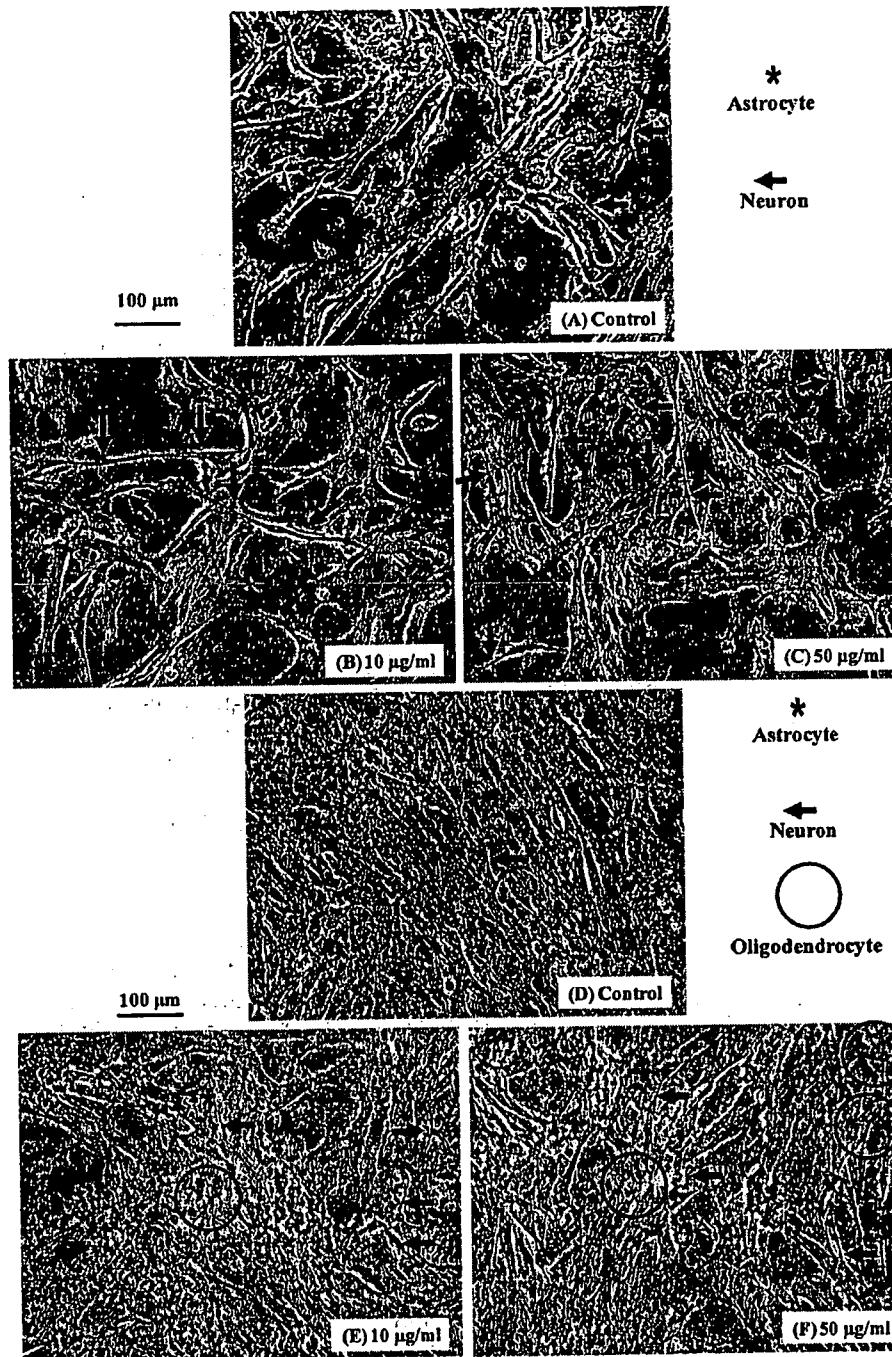 *
Astrocyte
Neuron
100 µm
(A) Control
(B) 10 µg/ml
(C) 50 µg/ml
*
Astrocyte
Neuron
Oligodendrocyte
100 µm
(D) Control
(E) 10 µg/ml
(F) 50 µg/ml